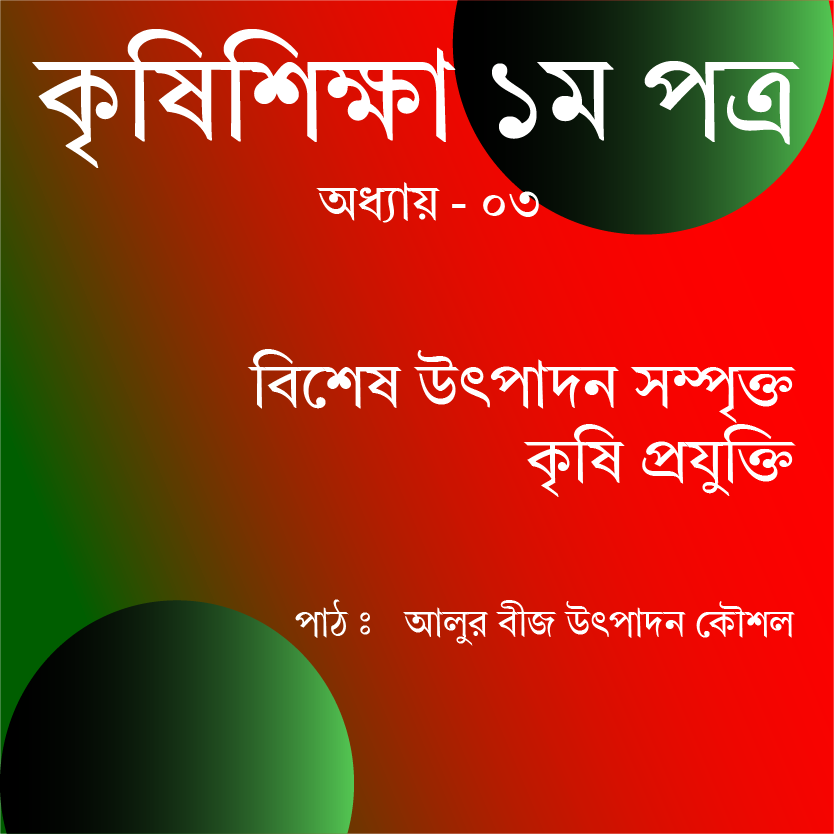 কৃষিশিক্ষা ১ম পত্র
অধ্যায় - ০৩
বিশেষ উৎপাদন সম্পৃক্ত
কৃষি প্রযুক্তি
পাঠ ঃ আলুর বীজ উৎপাদন কৌশল